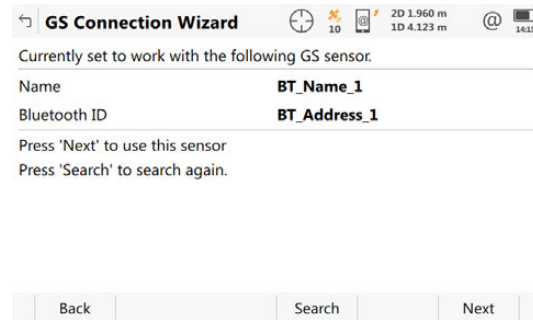 GS Connection Wizard
10
@
2D 1.960 m
1D 4.123 m
@
Currently set to work with the following GS sensor.
Name BT_Name_1
Bluetooth ID BT_Address_1
Press 'Next' to use this sensor
Press 'Search' to search again.
Back Search Next